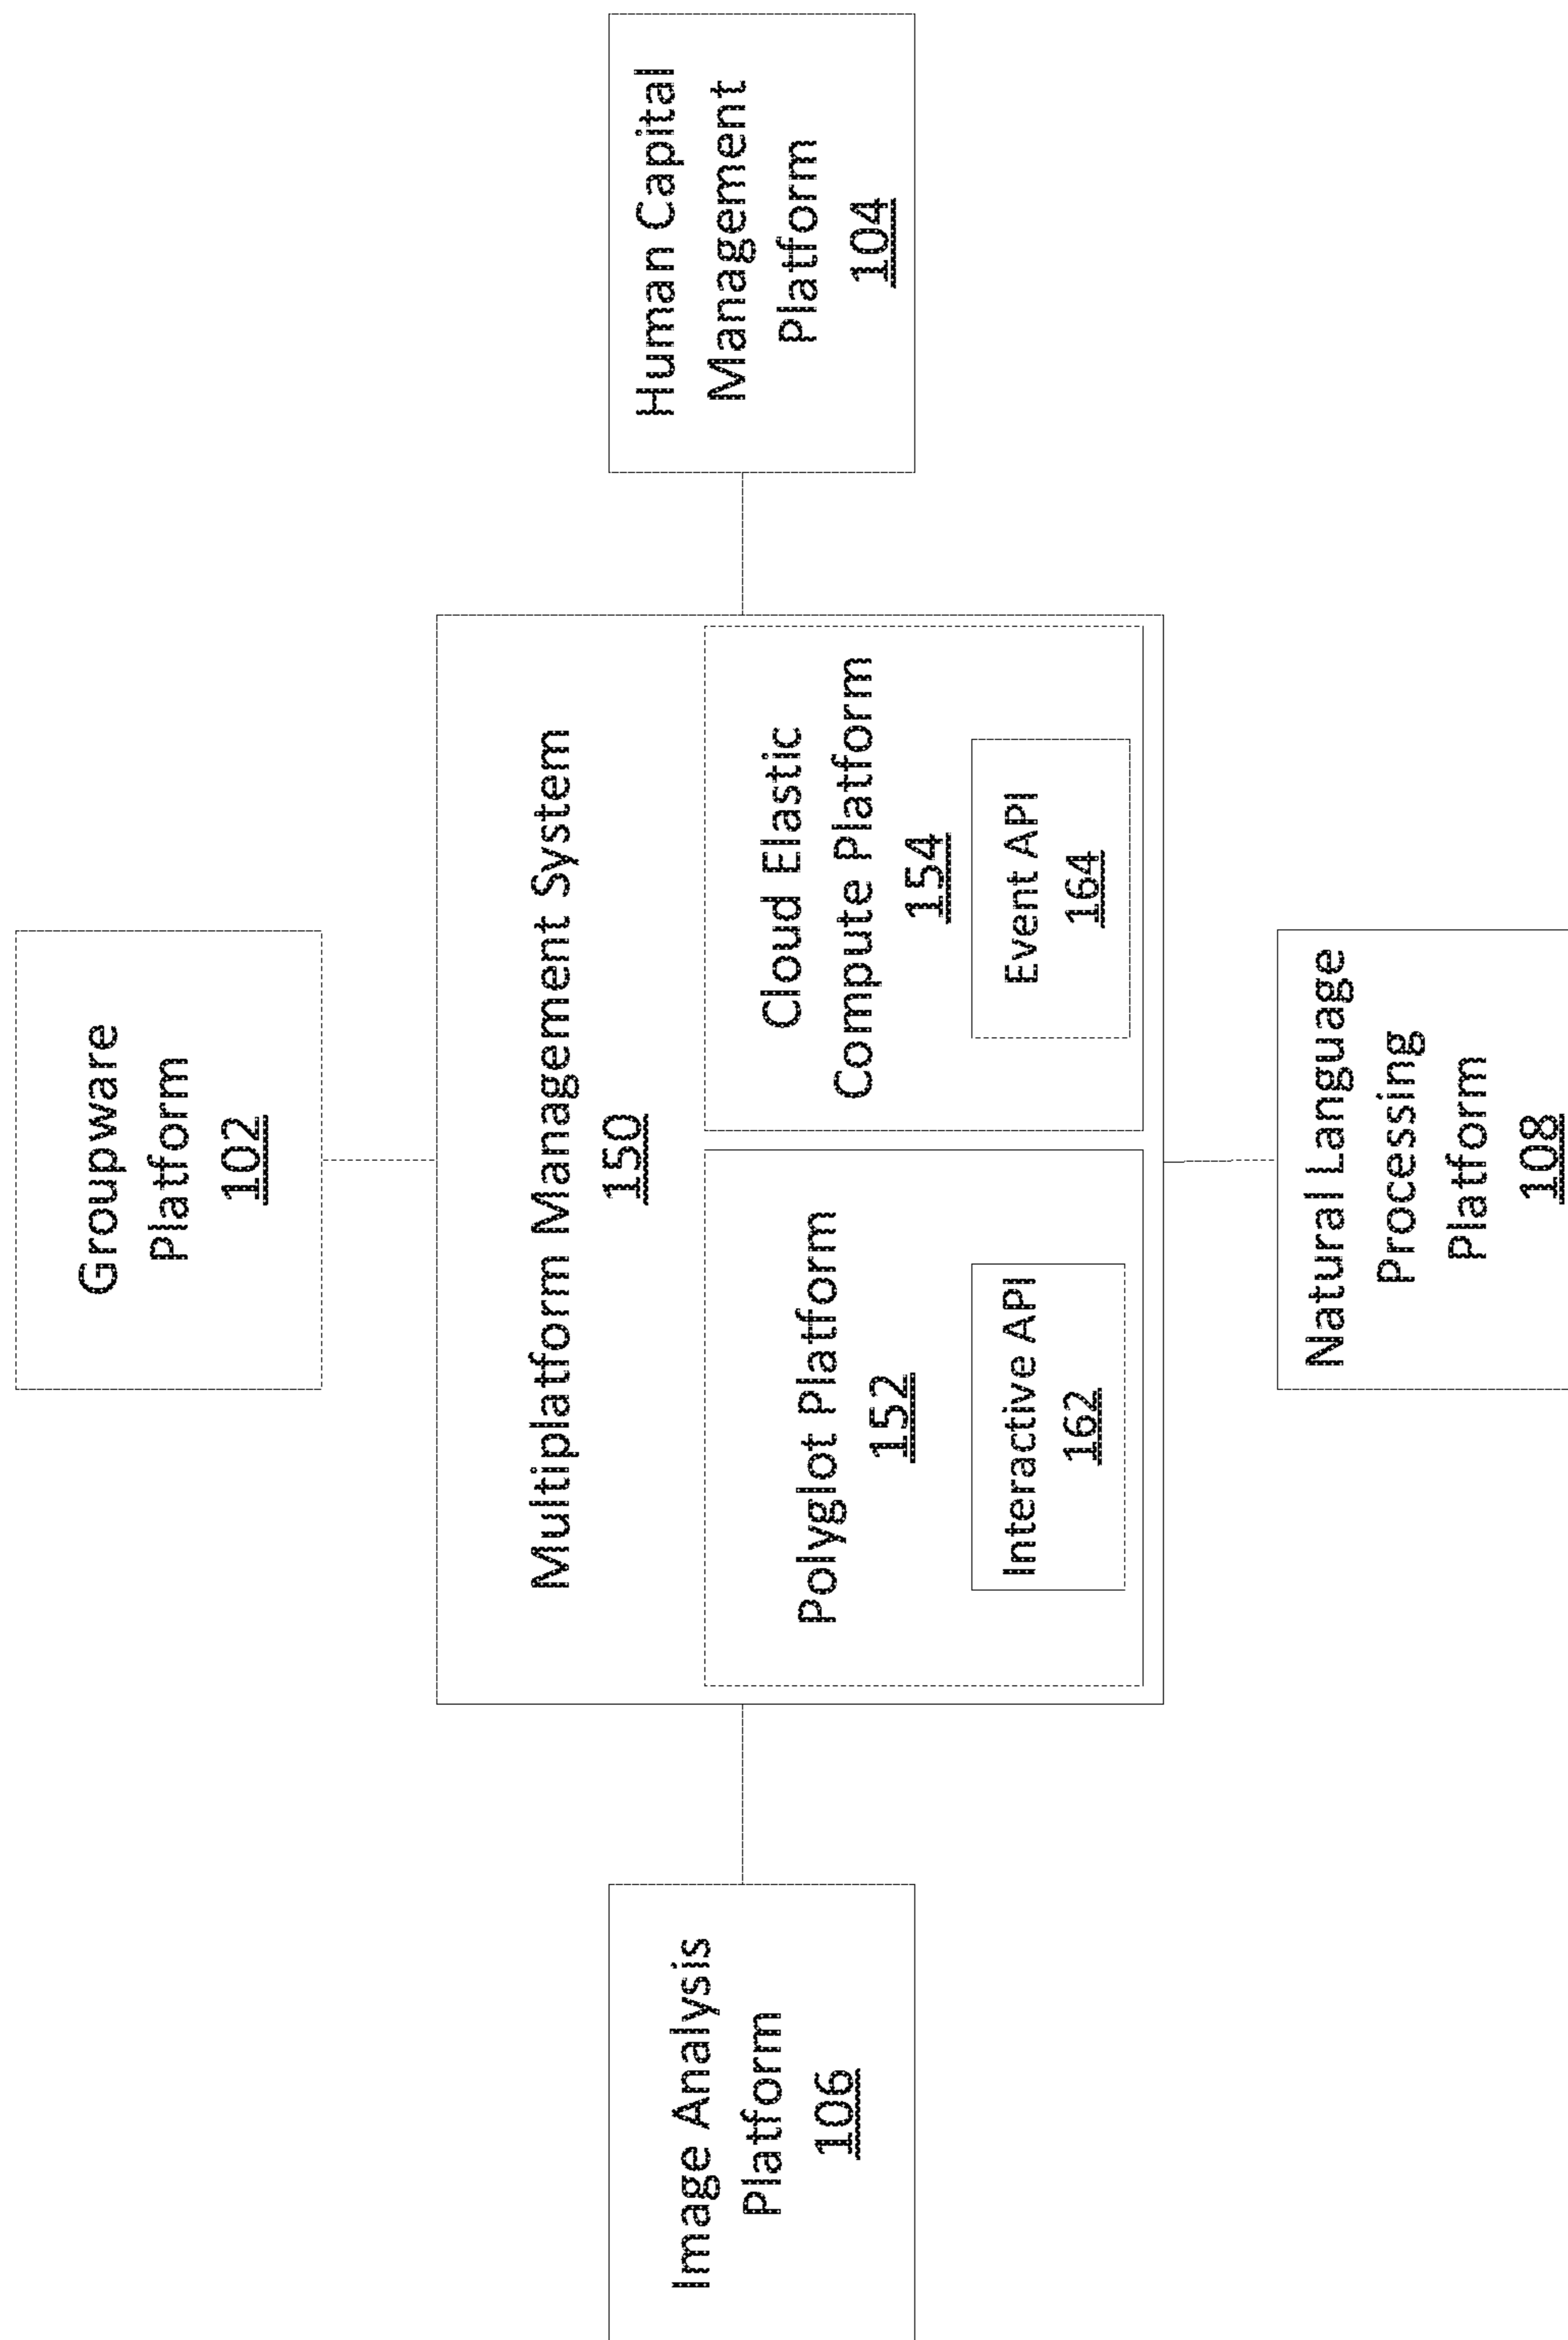 Groupware
Platform
102
Image Analysis
Platform
106
Multiplatform Management System
150
Polyglot Platform
152
Interactive API
162
Cloud Elastic
Compute Platform
154
Event API
164
Human Capital
Management
Platform
104
Natural Language
Processing
Platform
108